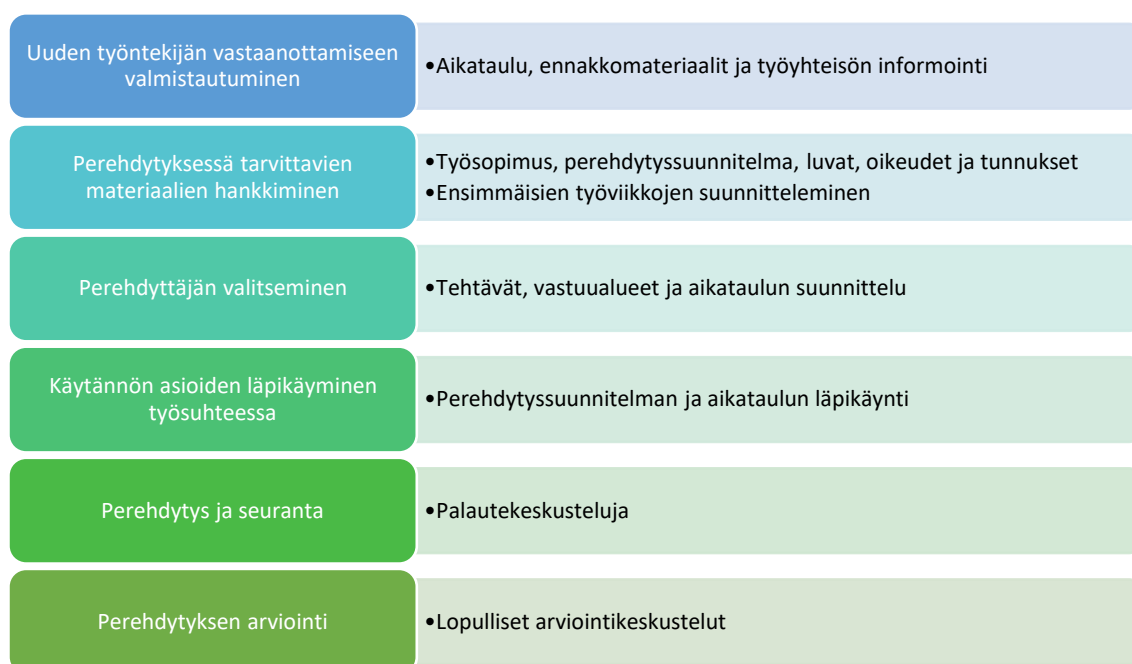 Uuden työntekijän vastaanottamiseen
valmistautuminen
•Aikataulu, ennakkomateriaalit ja työyhteisön informointi
Perehdytyksessä tarvittavien
materiaalien hankkiminen
•Työsopimus, perehdytyssuunnitelma, luvat, oikeudet ja tunnukset
•Ensimmäisien työviikkojen suunnitteleminen
Perehdyttäjän valitseminen
•Tehtävät, vastuualueet ja aikataulun suunnittelu
Käytännön asioiden läpikäyminen
työsuhteessa
•Perehdytyssuunnitelman ja aikataulun läpikäynti
Perehdytys ja seuranta
•Palautekeskusteluja
Perehdytyksen arviointi
•Lopulliset arviointikeskustelut